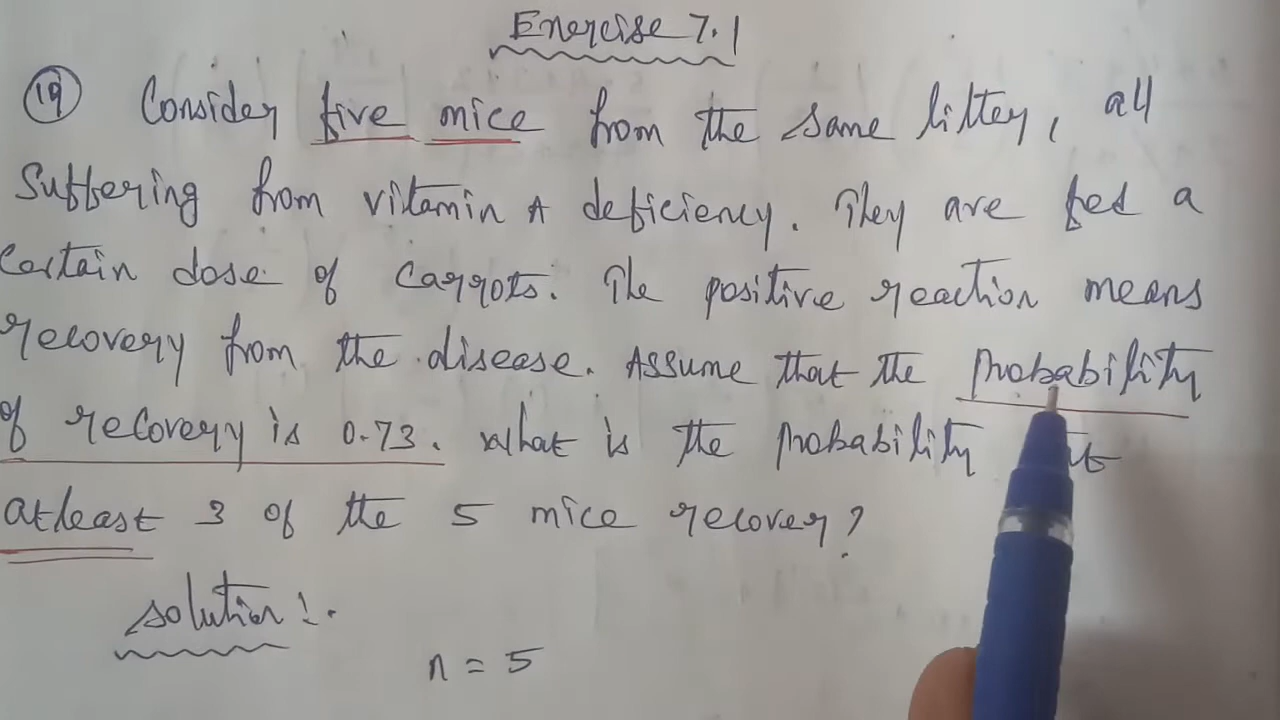 Exercise 7.1
19 Consider five mice from the same litter, all
suffering from vitamin A deficiency. They are fed a
certain dose of carrots. The positive reaction means
recovery from the disease. Assume that the probability
of recovery is 0.73. What is the probability
atleast 3 of the 5 mice recover?
Solution:.
n = 5